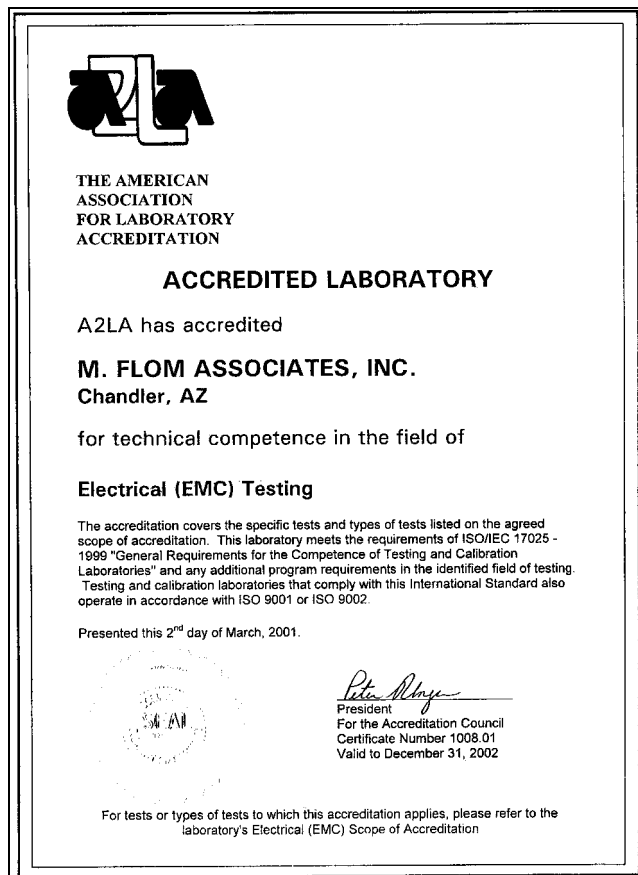 A2LA
THE AMERICAN
ASSOCIATION
FOR LABORATORY
ACCREDITATION
ACCREDITED LABORATORY
A2LA has accredited
M. FLOM ASSOCIATES, INC.
Chandler, AZ
for technical competence in the field of
Electrical (EMC) Testing
The accreditation covers the specific tests and types of tests listed on the agreed
scope of accreditation. This laboratory meets the requirements of ISO/IEC 17025 -
1999 "General Requirements for the Competence of Testing and Calibration
Laboratories" and any additional program requirements in the identified field of testing.
Testing and calibration laboratories that comply with this International Standard also
operate in accordance with ISO 9001 or ISO 9002.
Presented this 2nd day of March, 2001.
SEAL
Peter
President
For the Accreditation Council
Certificate Number 1008.01
Valid to December 31, 2002
For tests or types of tests to which this accreditation applies, please refer to the
laboratory's Electrical (EMC) Scope of Accreditation